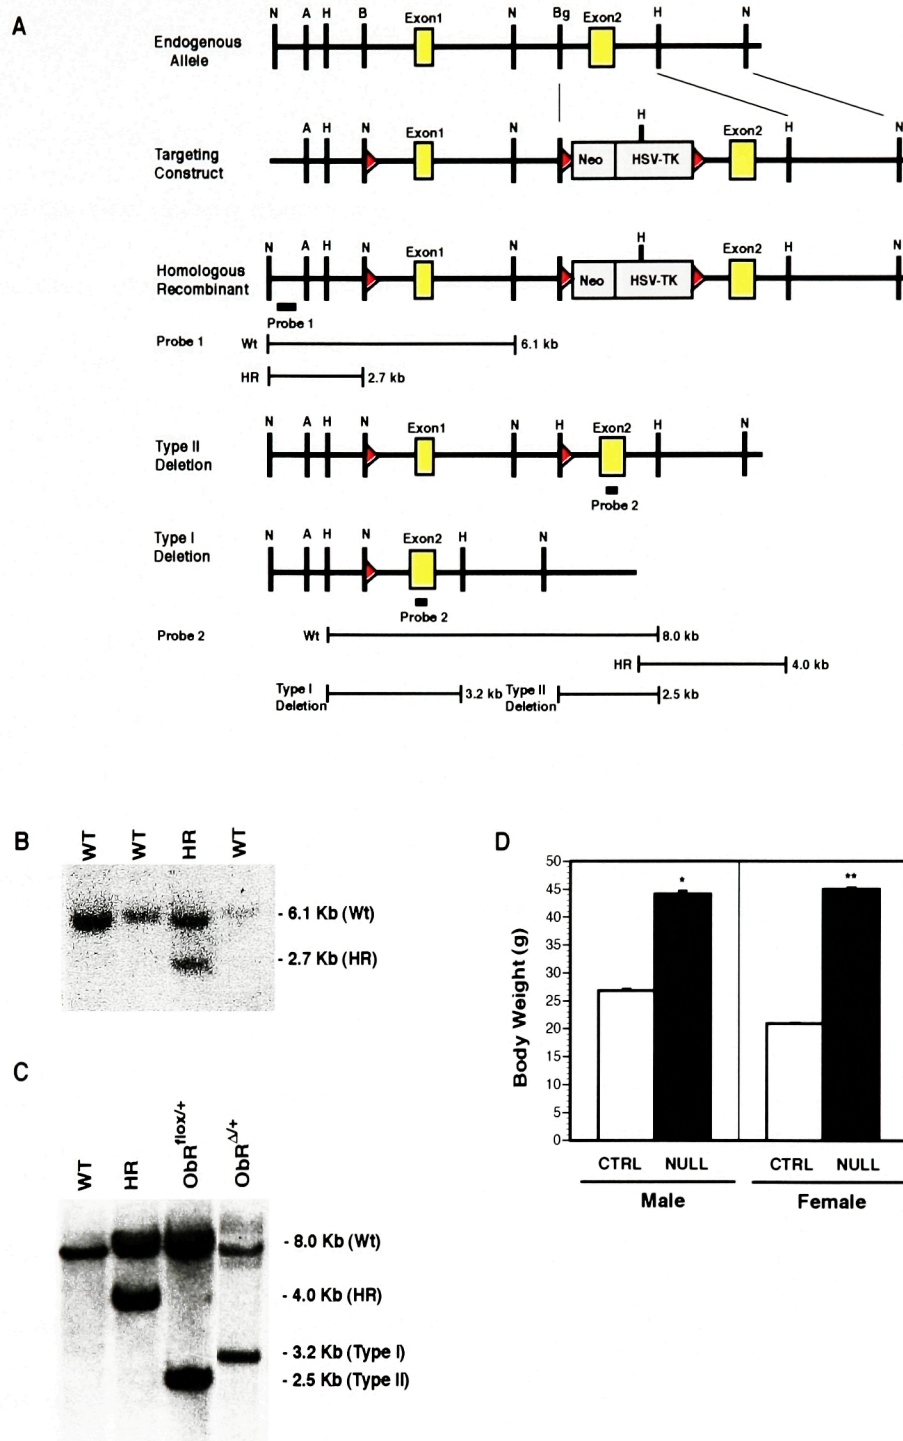 A
N A H B Exon1 N Bg Exon2 H N
Endogenous
Allele
H
A H N Exon1 N Exon2 H N
Targeting
Construct
Neo HSV-TK
H
N A H N Exon1 N Exon2 H N
Homologous
Recombinant
Neo HSV-TK
Probe 1
Probe 1 Wt 6.1 kb
HR 2.7 kb
N A H N Exon1 N H Exon2 H N
Type II
Deletion
Probe 2
Type I
Deletion
N A H N Exon2 H N
Probe 2
Probe 2 Wt 8.0 kb
HR 4.0 kb
Type I
Deletion
3.2 kb
Type II
Deletion
2.5 kb
B
WT WT HR WT
- 6.1 Kb (Wt)
- 2.7 Kb (HR)
C
WT HR ObRflox/+ ObRΔ/+
- 8.0 Kb (Wt)
- 4.0 Kb (HR)
- 3.2 Kb (Type I)
- 2.5 Kb (Type II)
D
Body Weight (g)
50
45
40
35
30
25
20
15
10
5
0
* **
CTRL NULL CTRL NULL
Male Female